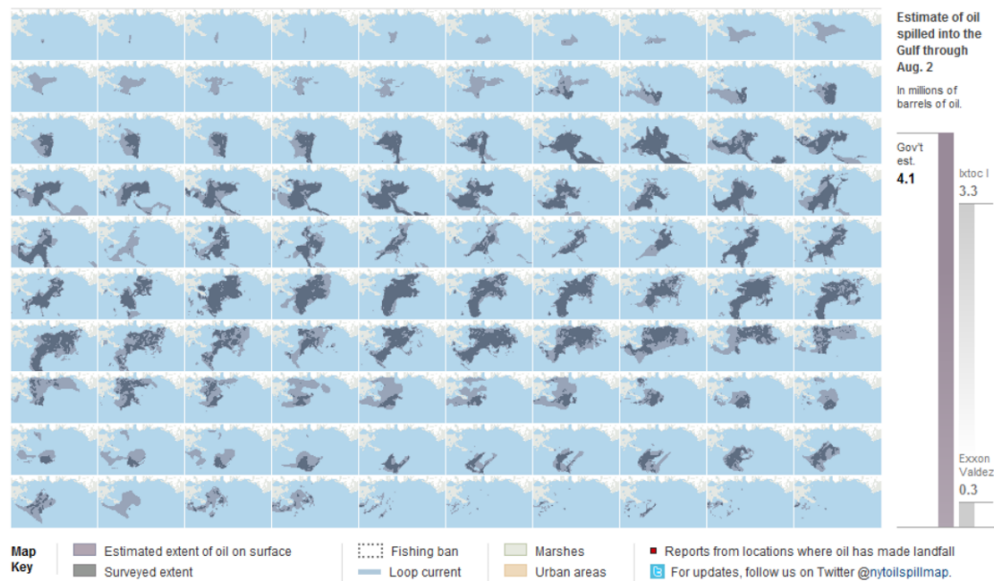 Estimate of oil
spilled into the
Gulf through
Aug. 2
In millions of
barrels of oil.
Gov't
est.
4.1
Ixtoc I
3.3
Exxon
Valdez
0.3
Map
Key
Estimated extent of oil on surface
Surveyed extent
Fishing ban
Loop current
Marshes
Urban areas
Reports from locations where oil has made landfall
For updates, follow us on Twitter @nytoilspillmap.